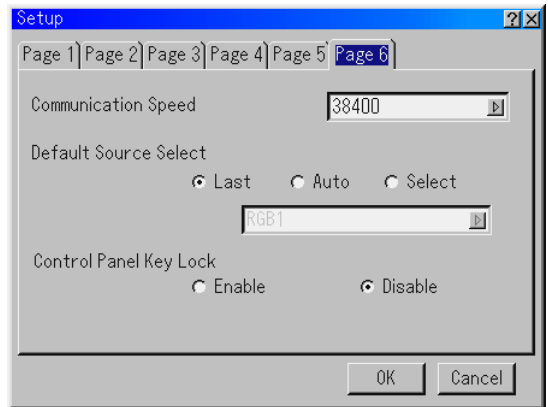 Setup
Page 1 Page 2 Page 3 Page 4 Page 5 Page 6
Communication Speed 38400
Default Source Select
Last Auto Select
RGB1
Control Panel Key Lock
Enable Disable
OK Cancel